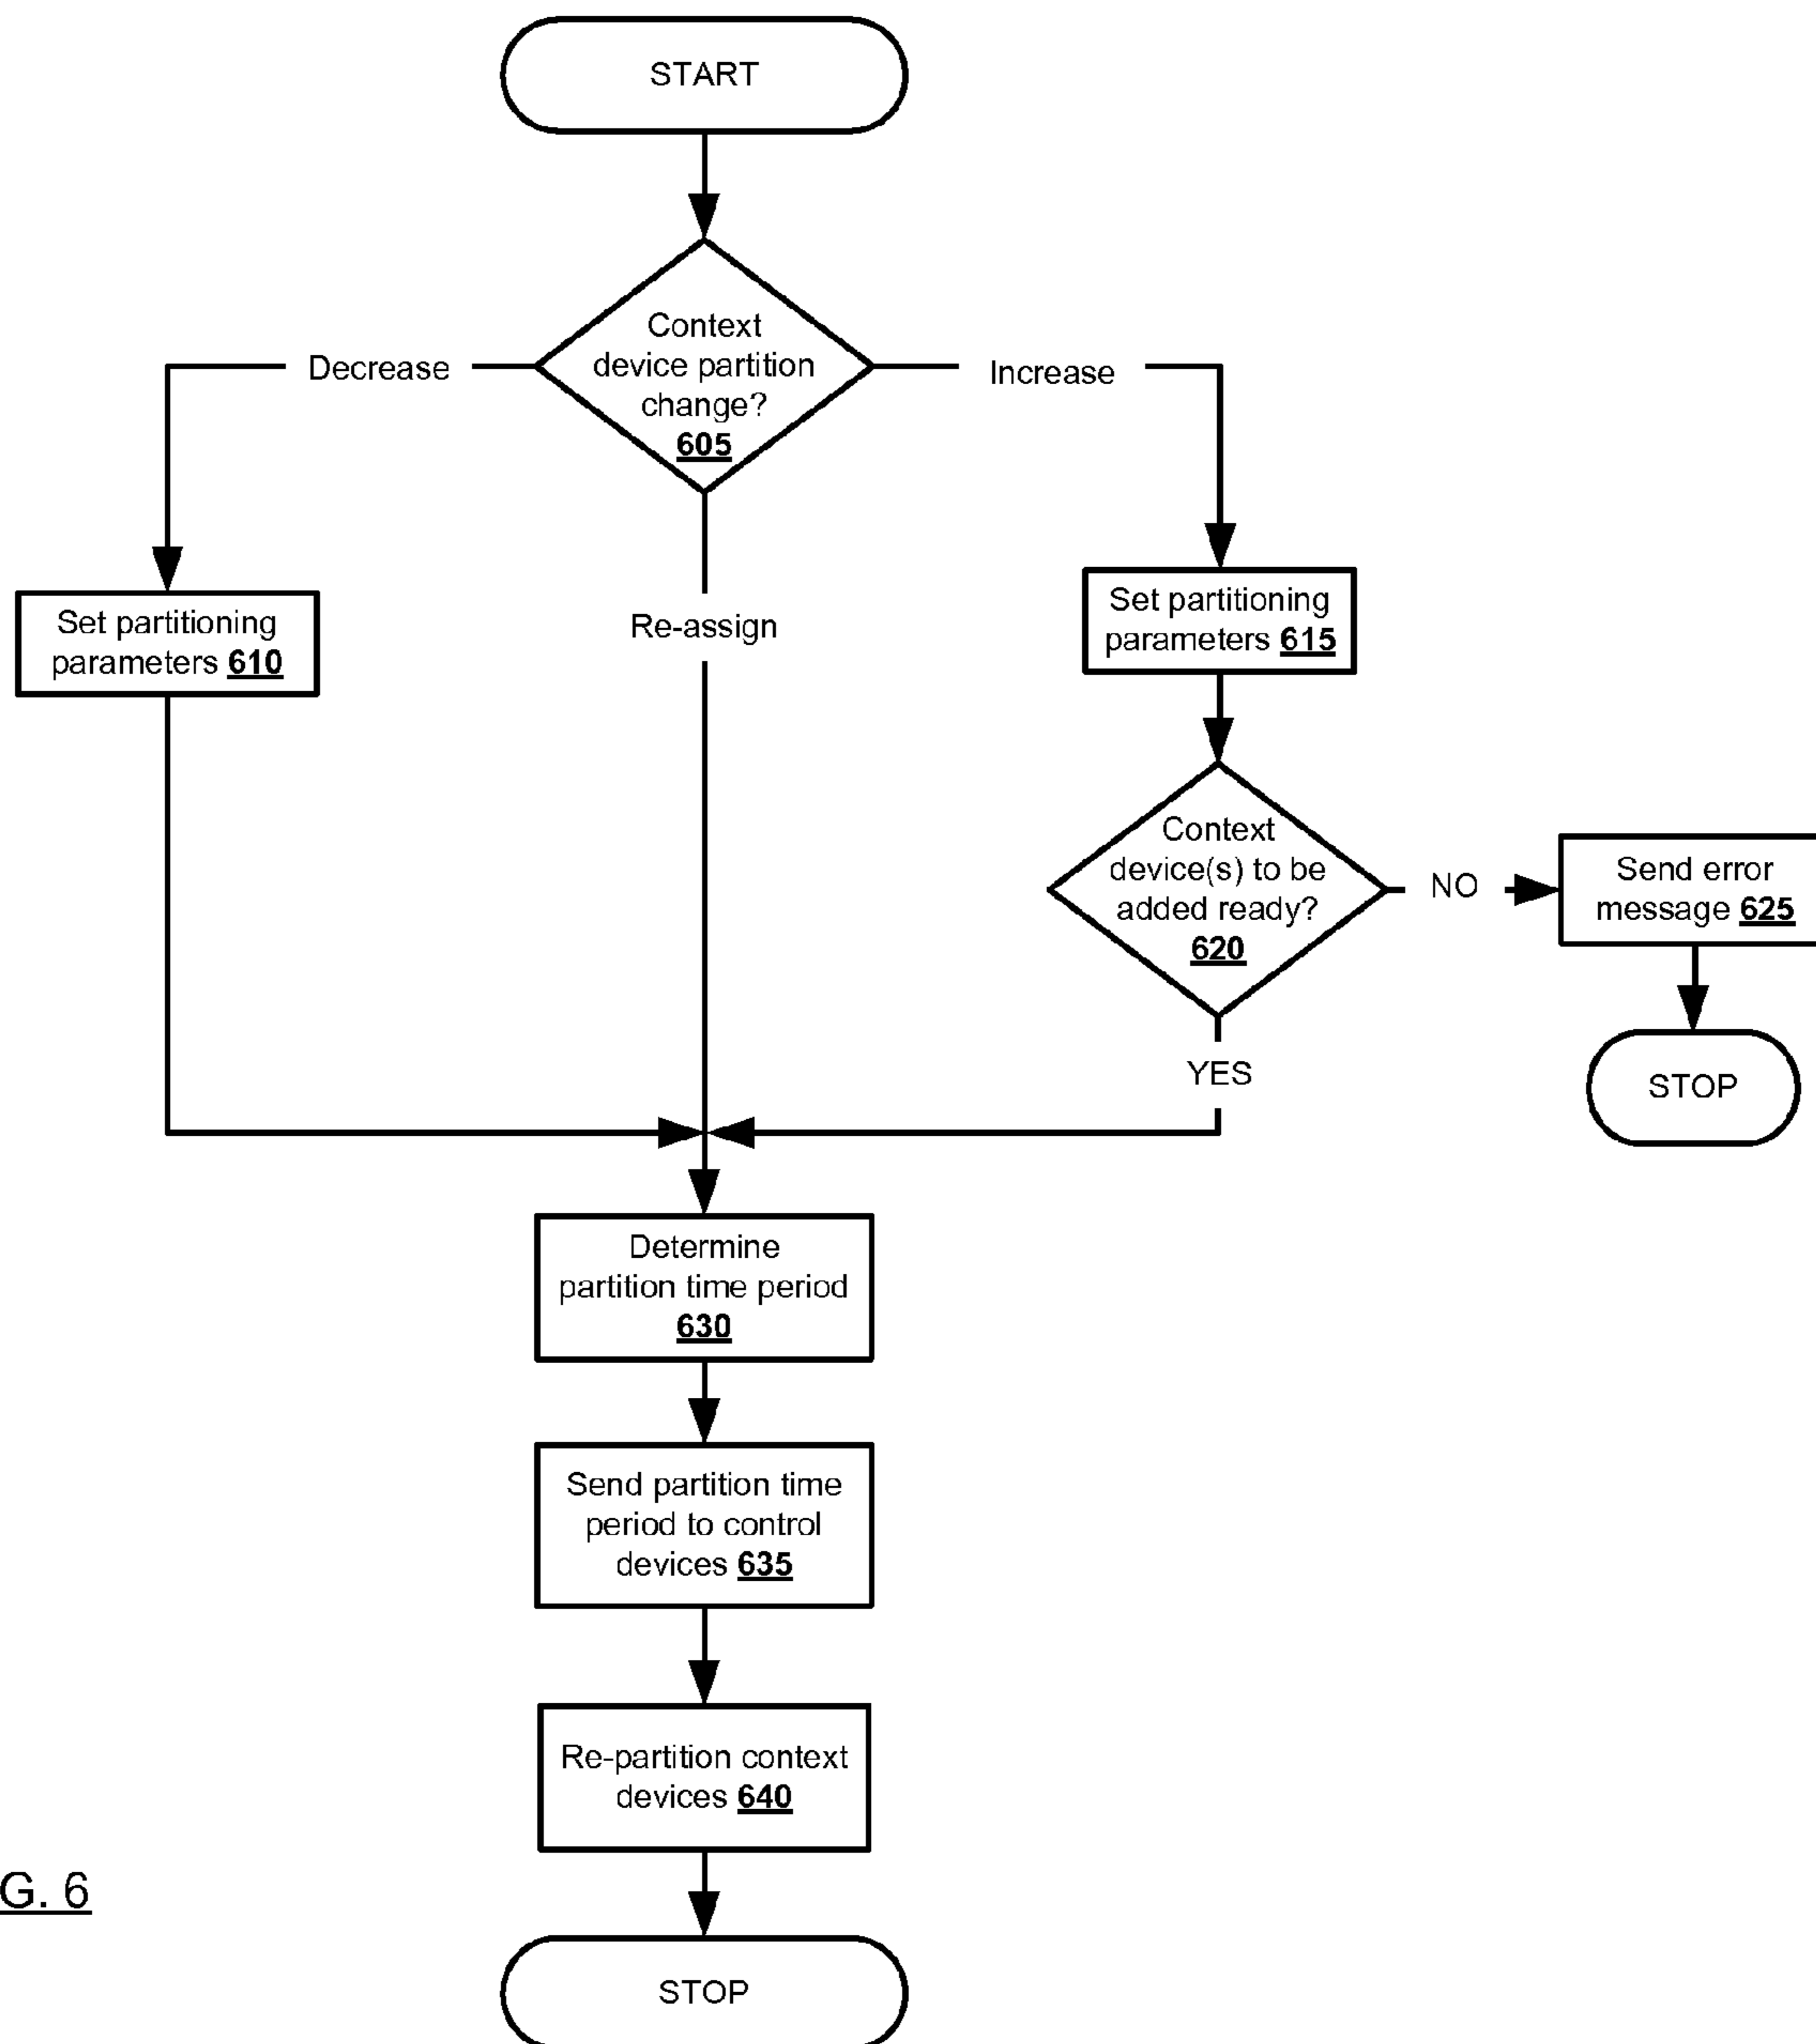 START
Context
device partition
change?
605
Decrease
Increase
Re-assign
Set partitioning
parameters 610
Set partitioning
parameters 615
Context
device(s) to be
added ready?
620
NO
Send error
message 625
YES
STOP
Determine
partition time period
630
Send partition time
period to control
devices 635
Re-partition context
devices 640
STOP
G. 6